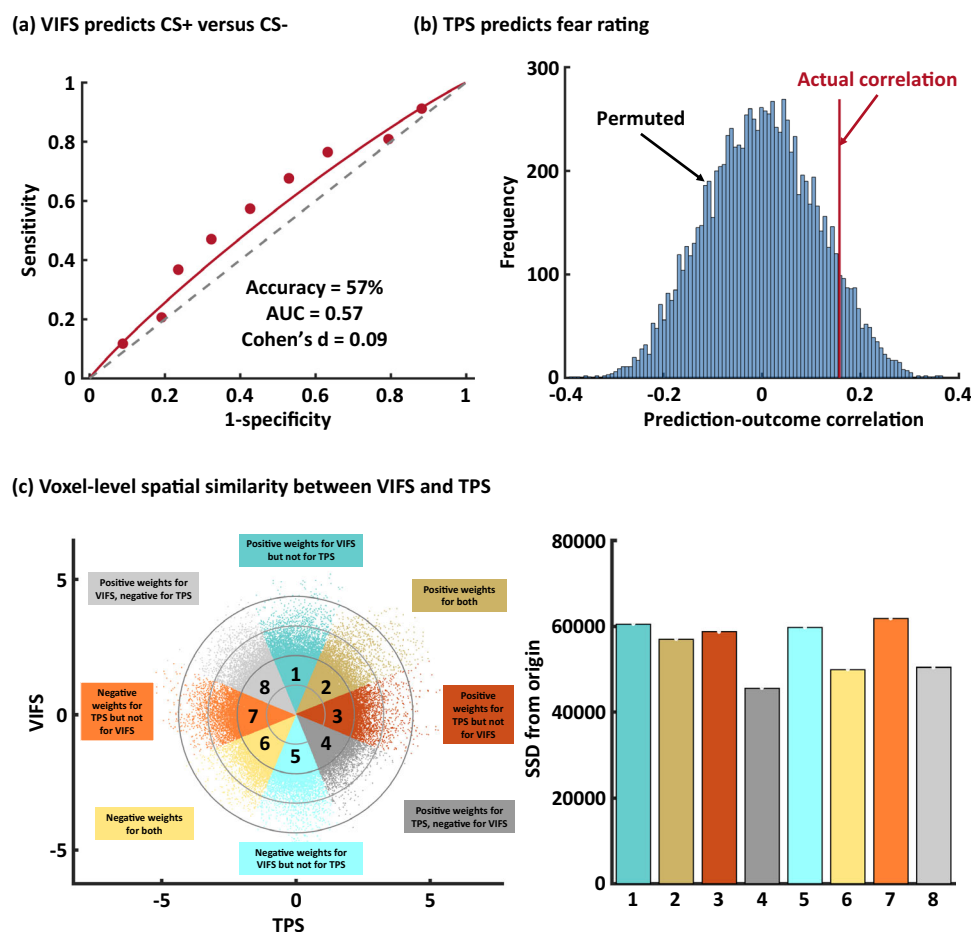 (a) VIFS predicts CS+ versus CS-
1
0.8
0.6
0.4
0.2
0
Sensitivity
Accuracy = 57%
AUC = 0.57
Cohen's d = 0.09
0 0.2 0.4 0.6 0.8 1
1-specificity
(b) TPS predicts fear rating
300
200
100
0
Frequency
Actual correlation
Permuted
-0.4 -0.2 0 0.2 0.4
Prediction-outcome correlation
(c) Voxel-level spatial similarity between VIFS and TPS
5
0
-5
VIFS
Positive weights for VIFS
but not for TPS
Positive weights for
VIFS, negative for TPS
Positive weights
for both
Negative
weights for
TPS but not
for VIFS
Positive
weights for
TPS but not
for VIFS
Negative weights
for both
Positive weights for
TPS, negative for VIFS
Negative weights for
VIFS but not for TPS
1
2
3
4
5
6
7
8
-5 0 5
TPS
80000
60000
40000
20000
0
SSD from origin
1 2 3 4 5 6 7 8